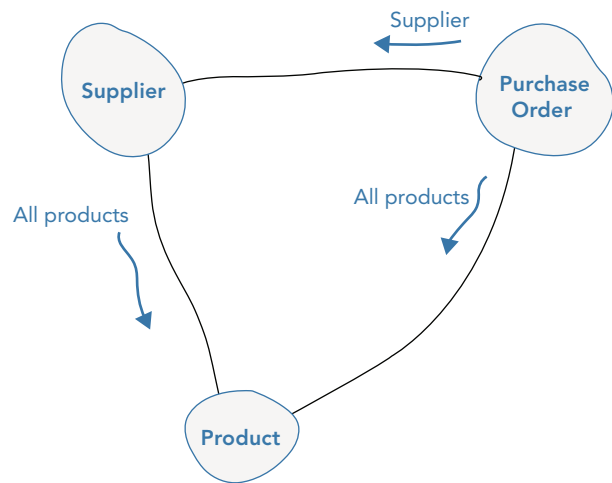 Supplier
Supplier
Purchase
Order
All products
All products
Product